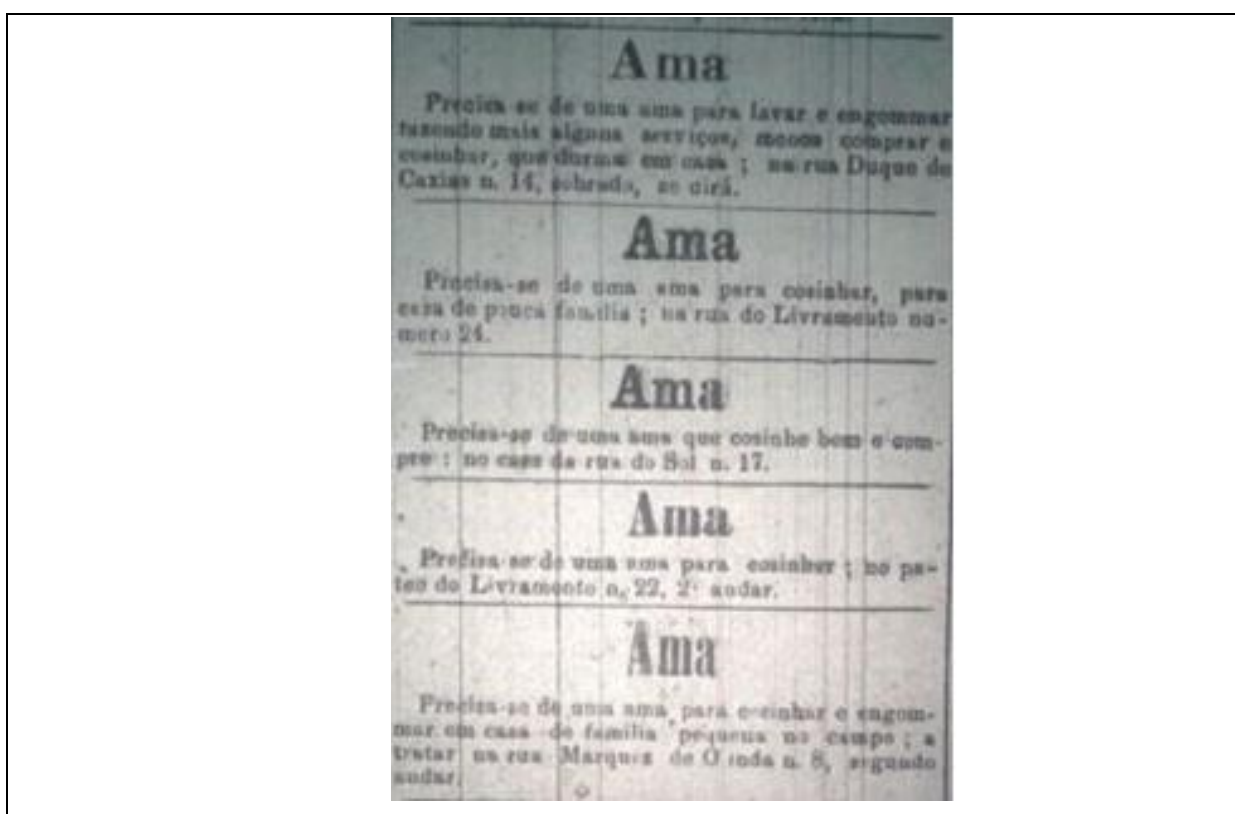 Ama
Precisa-se de uma ama para lavar e engommar
fazendo mais alguns serviços, menos comprar e
cosinhar, que durma em casa ; na rua Duque de
Caxias n. 14, sobrado, se dirá.
Ama
Precisa-se de uma ama para cosinhar, para
casa de pouca familia ; na rua do Livramento nu-
mero 24.
Ama
Precisa-se de uma ama que cosinhe bem e com-
pre : no caes da rua do Sol n. 17.
Ama
Precisa-se de uma ama para cosinhar ; no pa-
teo do Livramento n. 22, 2º andar.
Ama
Precisa-se de uma ama para cosinhar e engom-
mar em casa de familia pequena no campo ; a
tratar na rua Marquez de O inda n. 8, segundo
andar.